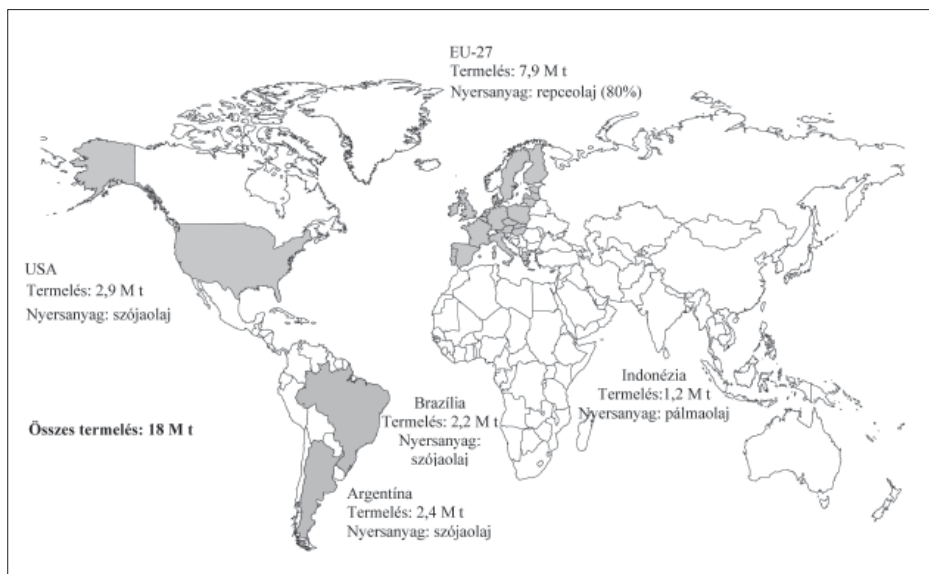 EU-27
Termelés: 7,9 M t
Nyersanyag: repceolaj (80%)
USA
Termelés: 2,9 M t
Nyersanyag: szójaolaj
Indonézia
Termelés:1,2 M t
Nyersanyag: pálmaolaj
Brazília
Termelés: 2,2 M t
Nyersanyag:
szójaolaj
Összes termelés: 18 M t
Argentína
Termelés: 2,4 M t
Nyersanyag: szójaolaj